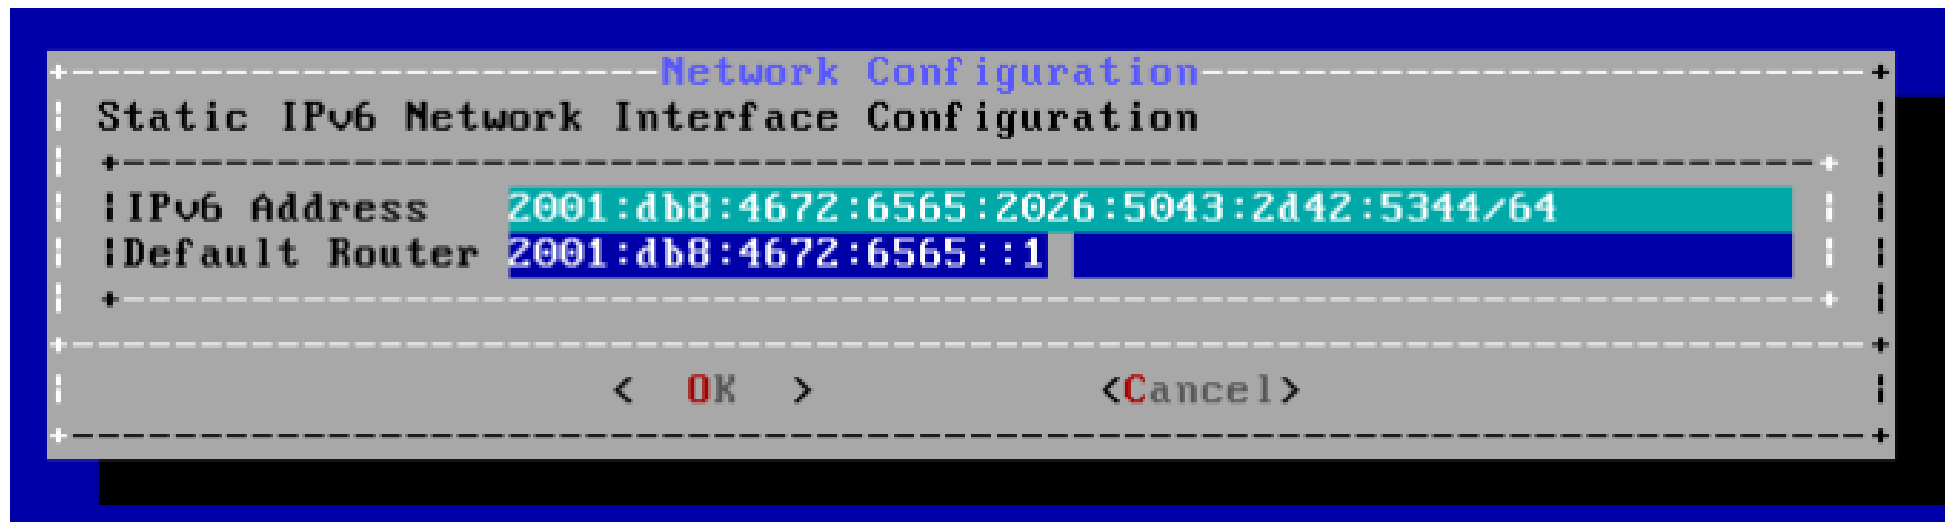 Network Configuration
Static IPv6 Network Interface Configuration
IPv6 Address 2001:db8:4672:6565:2026:5043:2d42:5344/64
Default Router 2001:db8:4672:6565::1
< OK > <Cancel>